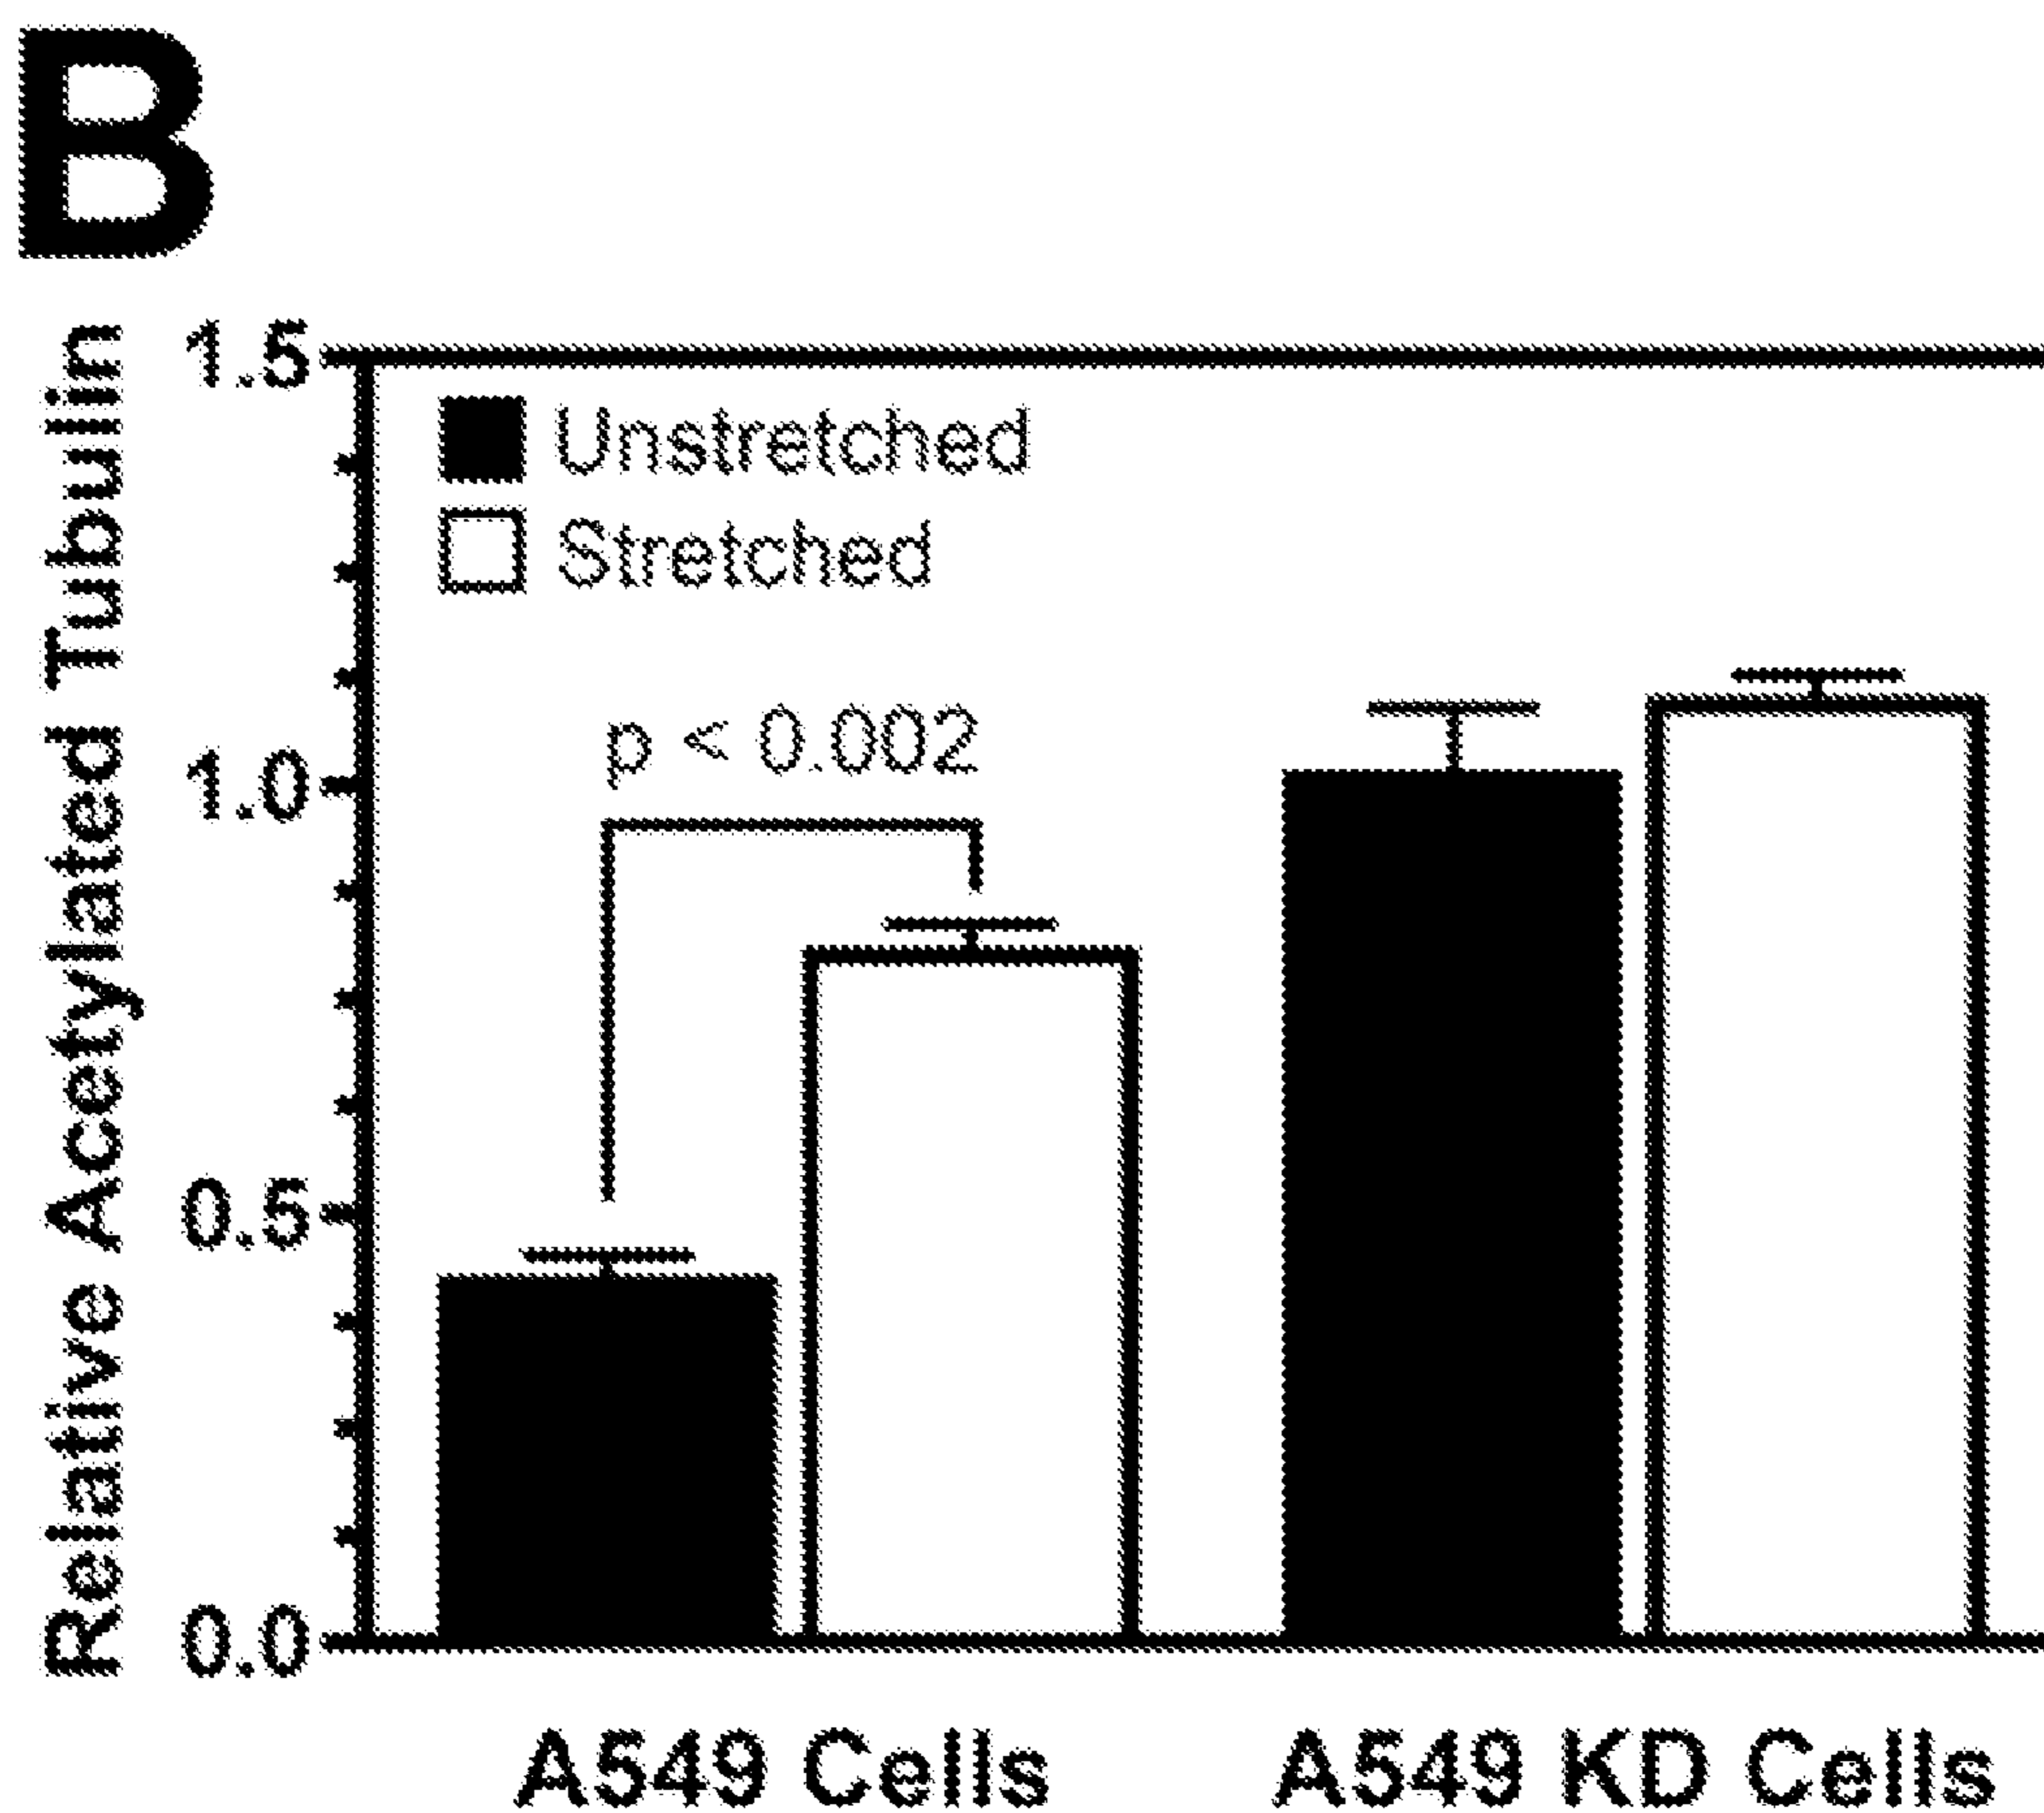 B
Relative Acetylated Tubulin
1.5
1.0
0.5
0.0
Unstretched
Stretched
p < 0.002
A549 Cells
A549 KD Cells